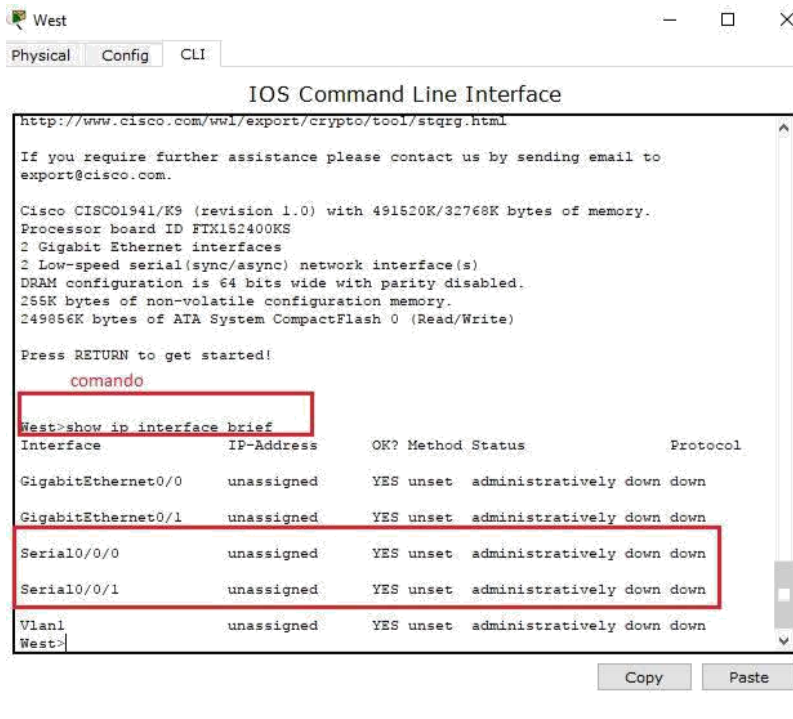 West
Physical Config CLI
IOS Command Line Interface
http://www.cisco.com/wwl/export/crypto/tool/stqrg.html
If you require further assistance please contact us by sending email to
export@cisco.com.
Cisco CISCO1941/K9 (revision 1.0) with 491520K/32768K bytes of memory.
Processor board ID FTX152400KS
2 Gigabit Ethernet interfaces
2 Low-speed serial(sync/async) network interface(s)
DRAM configuration is 64 bits wide with parity disabled.
255K bytes of non-volatile configuration memory.
249856K bytes of ATA System CompactFlash 0 (Read/Write)
Press RETURN to get started!
comando
West>show ip interface brief
Interface IP-Address OK? Method Status Protocol
GigabitEthernet0/0 unassigned YES unset administratively down down
GigabitEthernet0/1 unassigned YES unset administratively down down
Serial0/0/0 unassigned YES unset administratively down down
Serial0/0/1 unassigned YES unset administratively down down
Vlan1 unassigned YES unset administratively down down
West>
Copy Paste